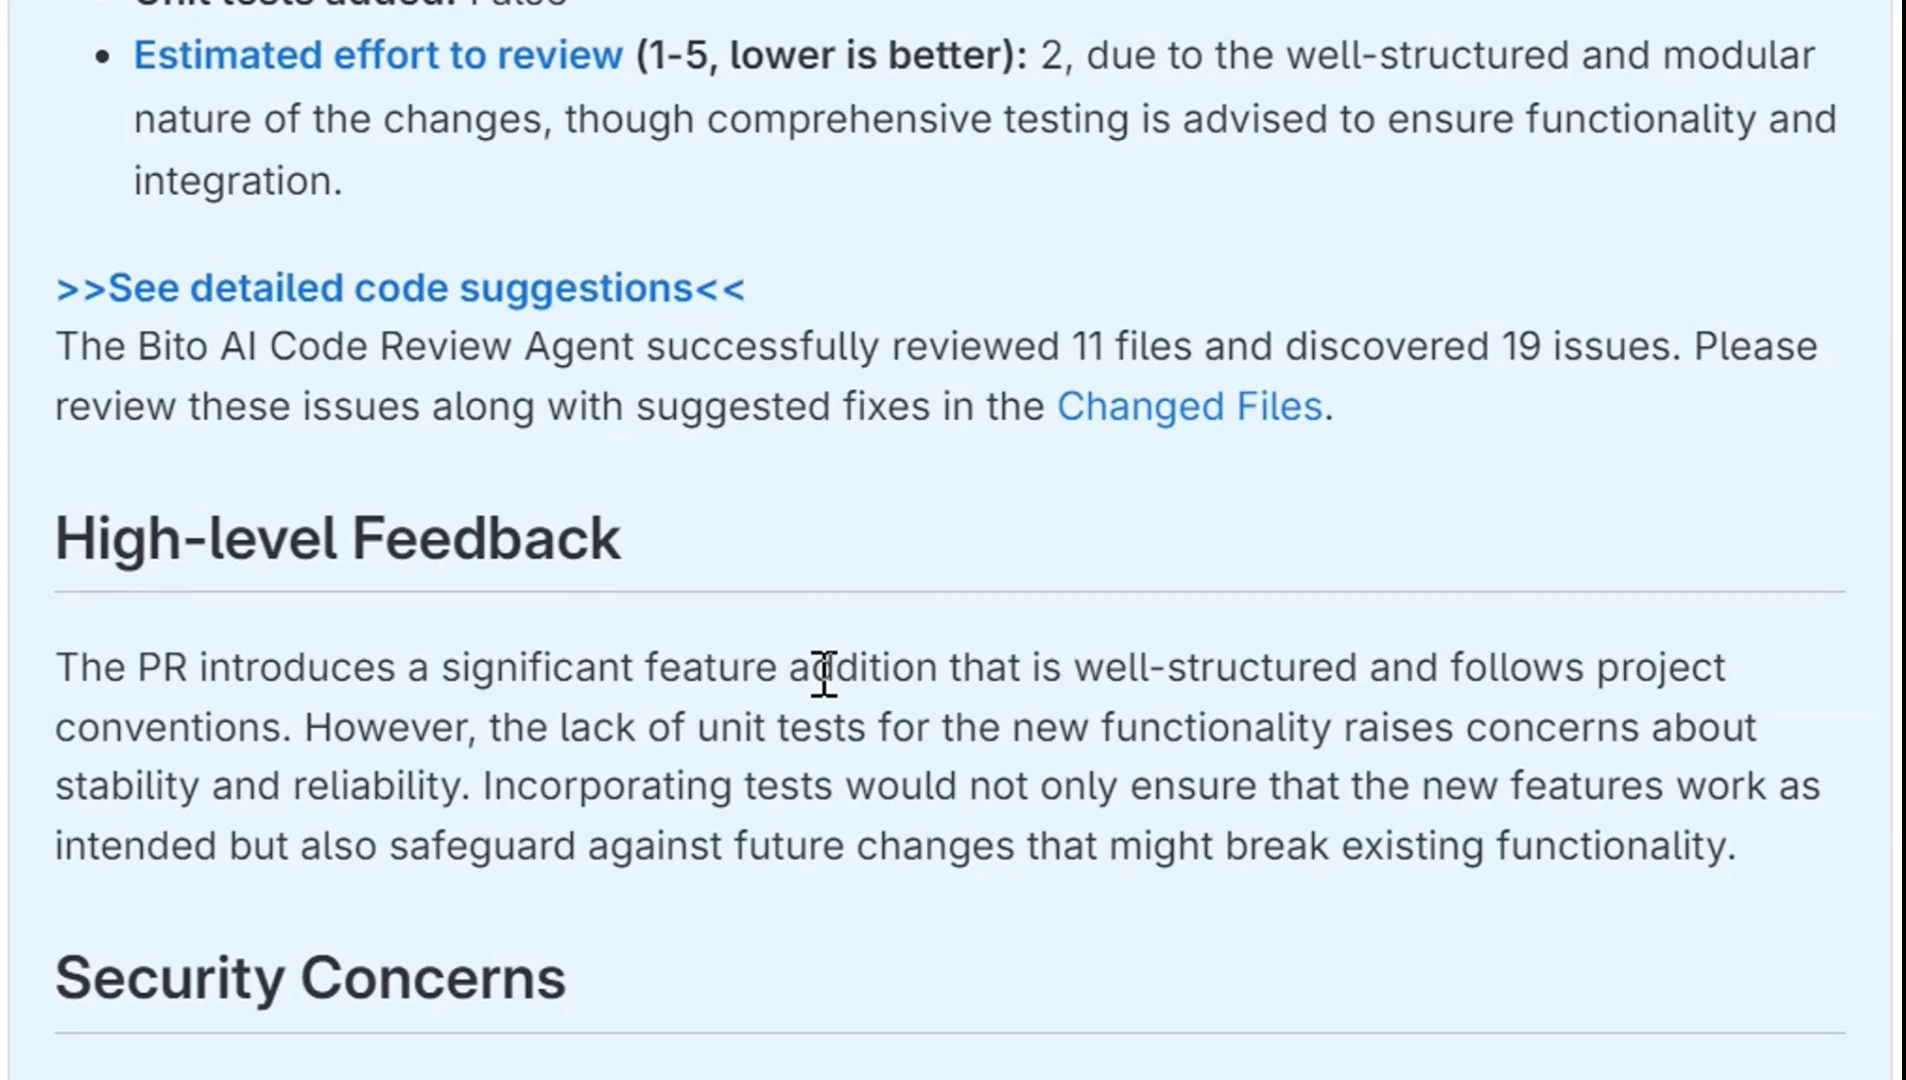 Unit tests added: False
• Estimated effort to review (1-5, lower is better): 2, due to the well-structured and modular
nature of the changes, though comprehensive testing is advised to ensure functionality and
integration.
>>See detailed code suggestions<<
The Bito AI Code Review Agent successfully reviewed 11 files and discovered 19 issues. Please
review these issues along with suggested fixes in the Changed Files.
High-level Feedback
The PR introduces a significant feature addition that is well-structured and follows project
conventions. However, the lack of unit tests for the new functionality raises concerns about
stability and reliability. Incorporating tests would not only ensure that the new features work as
intended but also safeguard against future changes that might break existing functionality.
Security Concerns